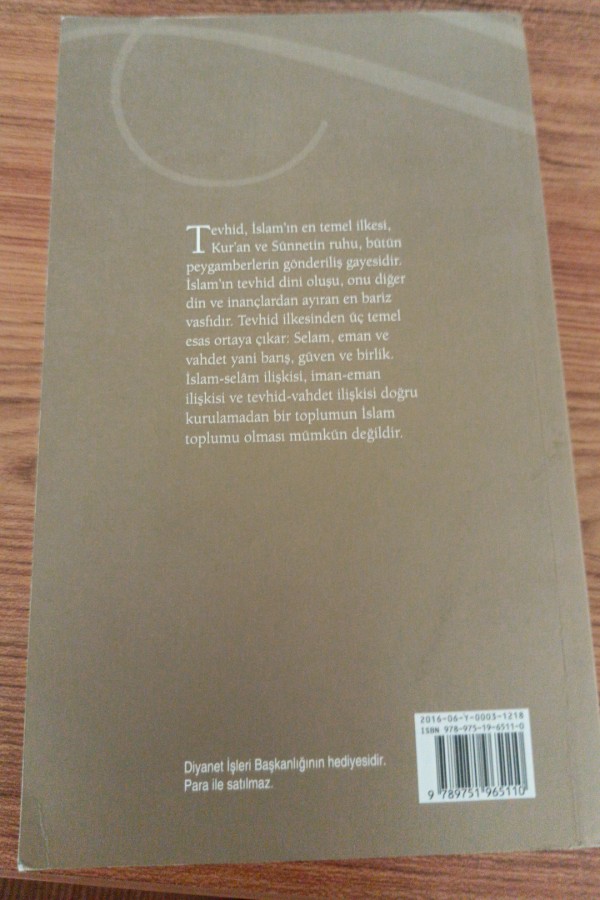 Tevhid, İslam'ın en temel ilkesi,
Kur'an ve Sünnetin ruhu, bütün
peygamberlerin gönderiliş gayesidir.
İslam'ın tevhid dini oluşu, onu diğer
din ve inançlardan ayıran en bariz
vasfıdır. Tevhid ilkesinden üç temel
esas ortaya çıkar: Selam, eman ve
vahdet yani barış, güven ve birlik.
İslam-selâm ilişkisi, iman-eman
ilişkisi ve tevhid-vahdet ilişkisi doğru
kurulamadan bir toplumun İslam
toplumu olması mümkün değildir.
Diyanet İşleri Başkanlığının hediyesidir.
Para ile satılmaz.
2016-06-Y-0003-1218
ISBN 978-975-19-6511-0
9 789751 965110